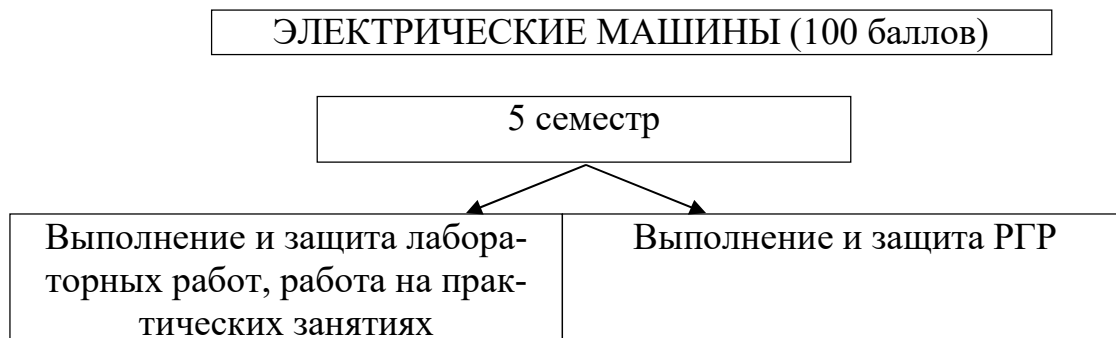 ЭЛЕКТРИЧЕСКИЕ МАШИНЫ (100 баллов)
5 семестр
Выполнение и защита лабора-
торных работ, работа на прак-
тических занятиях
Выполнение и защита РГР